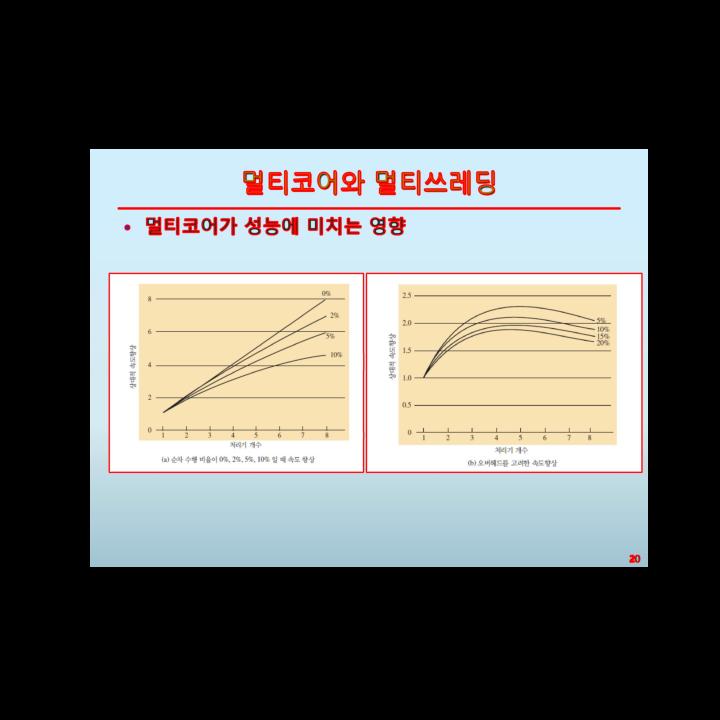 멀티코어와 멀티쓰레딩
• 멀티코어가 성능에 미치는 영향
상대적 속도향상
8
6
4
2
0
0%
2%
5%
10%
1 2 3 4 5 6 7 8
처리기 개수
(a) 순차 수행 비율이 0%, 2%, 5%, 10% 일 때 속도 향상
상대적 속도향상
2.5
2.0
1.5
1.0
0.5
0
5%
10%
15%
20%
1 2 3 4 5 6 7 8
처리기 개수
(b) 오버헤드를 고려한 속도향상
20